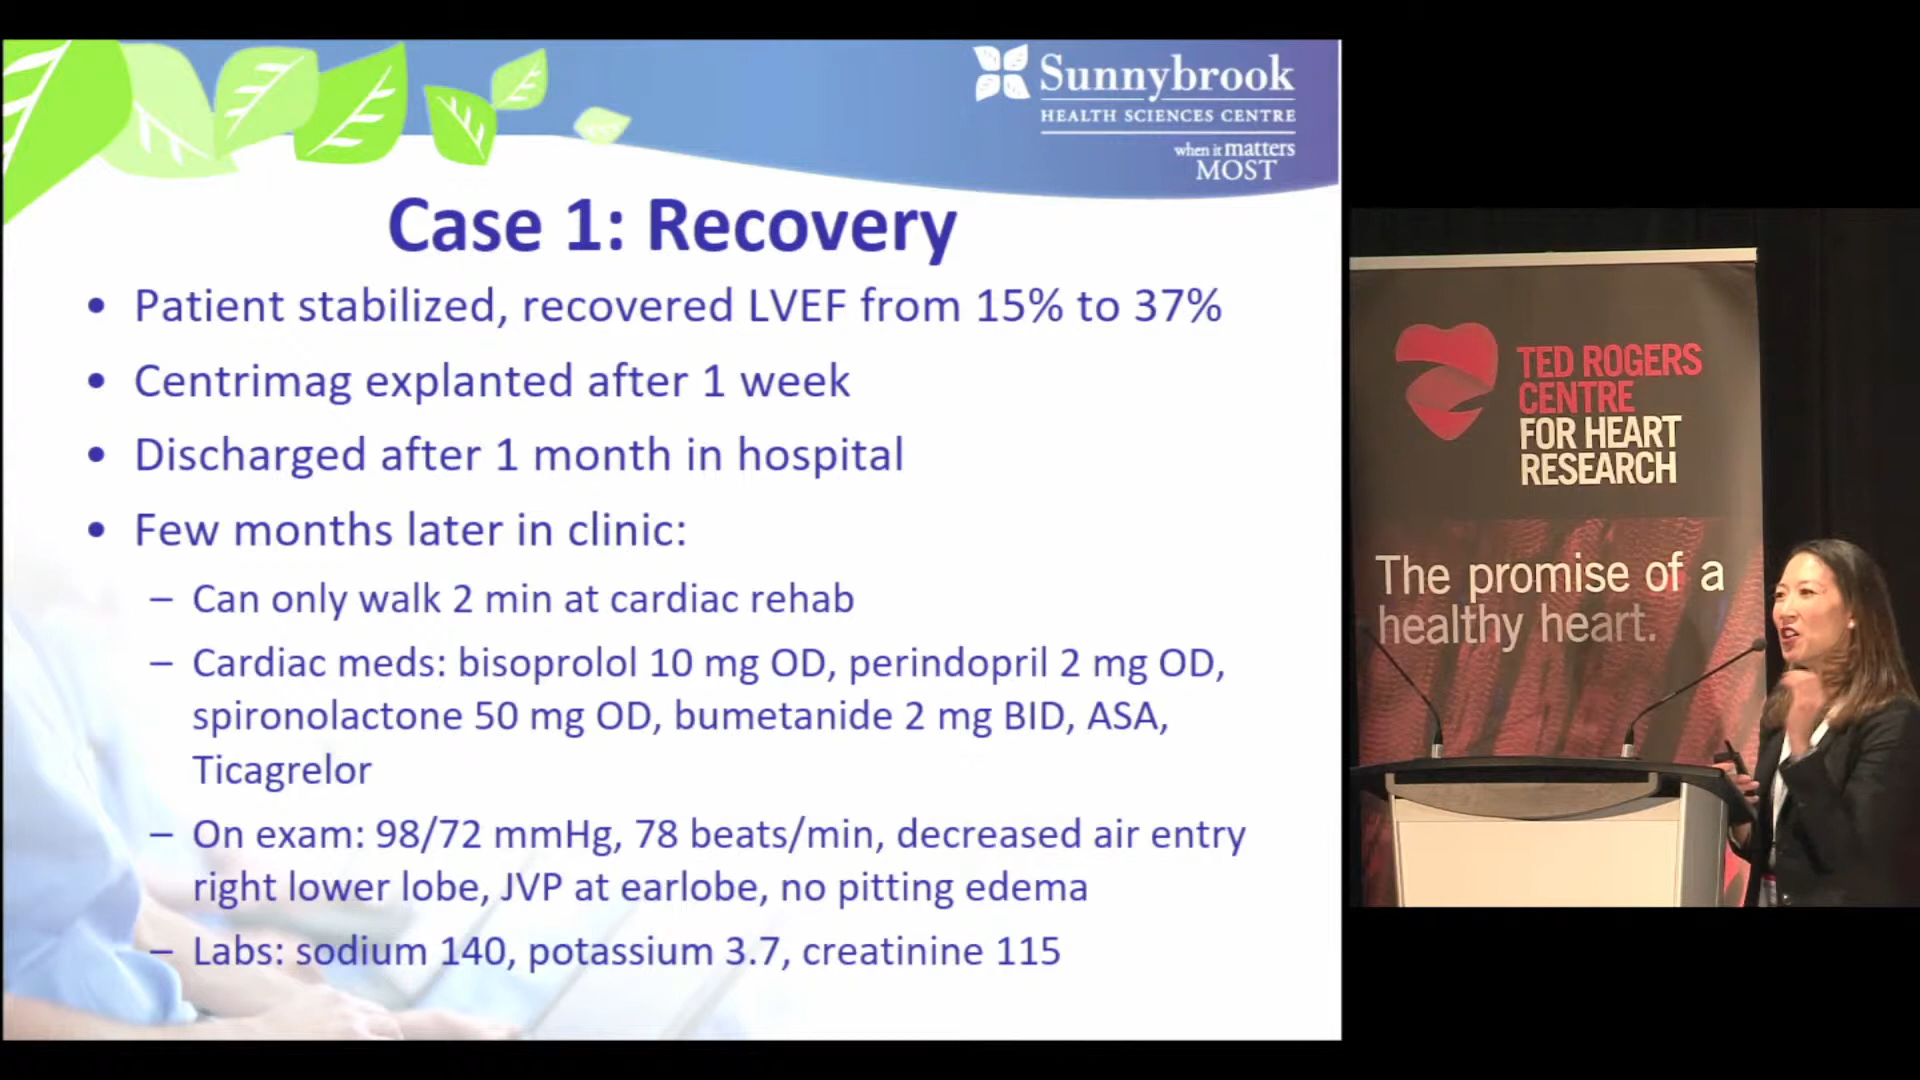 Sunnybrook
HEALTH SCIENCES CENTRE
when it matters
MOST
Case 1: Recovery
• Patient stabilized, recovered LVEF from 15% to 37%
• Centrimag explanted after 1 week
• Discharged after 1 month in hospital
• Few months later in clinic:
– Can only walk 2 min at cardiac rehab
– Cardiac meds: bisoprolol 10 mg OD, perindopril 2 mg OD,
spironolactone 50 mg OD, bumetanide 2 mg BID, ASA,
Ticagrelor
– On exam: 98/72 mmHg, 78 beats/min, decreased air entry
right lower lobe, JVP at earlobe, no pitting edema
– Labs: sodium 140, potassium 3.7, creatinine 115
TED ROGERS
CENTRE
FOR HEART
RESEARCH
The promise of a
healthy heart.